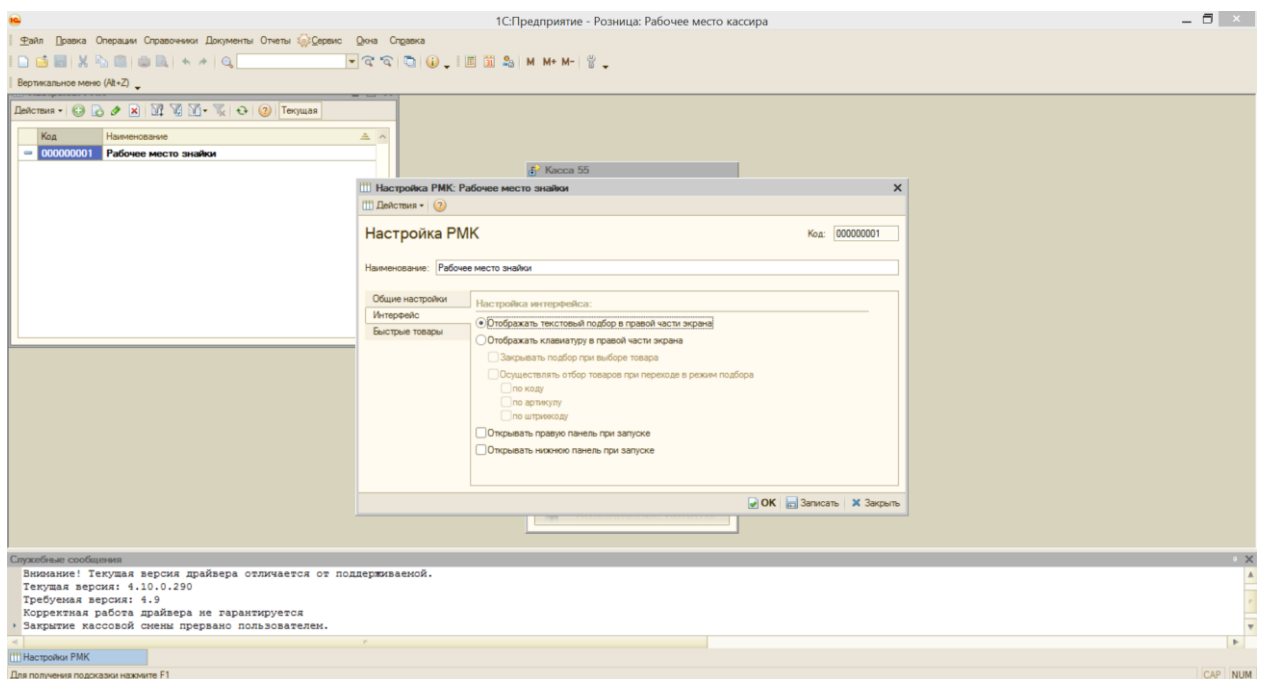 1С:Предприятие - Розница: Рабочее место кассира
Файл Правка Операции Справочники Документы Отчеты Сервис Окна Справка
M M+ M-
Вертикальное меню (Alt+Z)
Действия Текущая
Код Наименование
000000001 Рабочее место знайки
Касса 55
Настройка РМК: Рабочее место знайки
Действия
Настройка РМК Код: 000000001
Наименование: Рабочее место знайки
Общие настройки
Интерфейс
Быстрые товары
Настройка интерфейса:
Отображать текстовый подбор в правой части экрана
Отображать клавиатуру в правой части экрана
Закрывать подбор при выборе товара
Осуществлять отбор товаров при переходе в режим подбора
по коду
по артикулу
по штрихкоду
Открывать правую панель при запуске
Открывать нижнюю панель при запуске
OK Записать Закрыть
Служебные сообщения
Внимание! Текущая версия драйвера отличается от поддерживаемой.
Текущая версия: 4.10.0.290
Требуемая версия: 4.9
Корректная работа драйвера не гарантируется
Закрытие кассовой смены прервано пользователем.
Настройки РМК
Для получения подсказки нажмите F1 CAP NUM